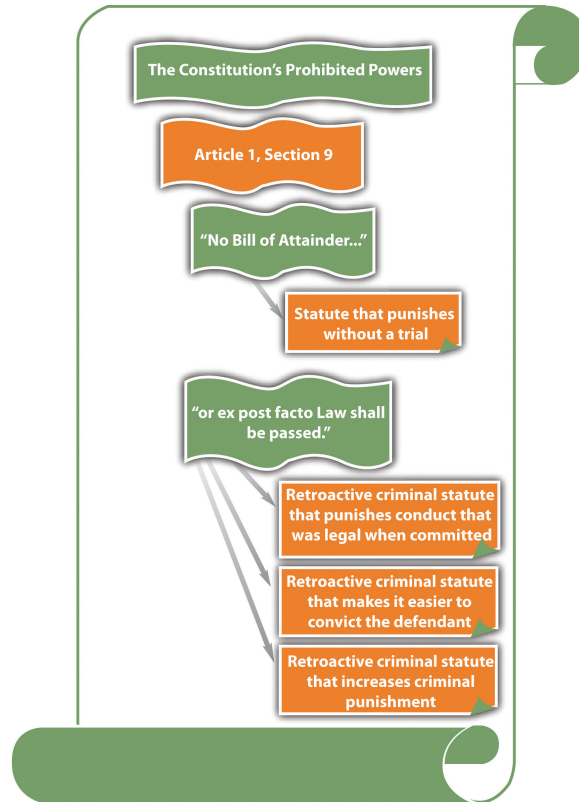 The Constitution's Prohibited Powers
Article 1, Section 9
“No Bill of Attainder...”
Statute that punishes
without a trial
“or ex post facto Law shall
be passed.”
Retroactive criminal statute
that punishes conduct that
was legal when committed
Retroactive criminal statute
that makes it easier to
convict the defendant
Retroactive criminal statute
that increases criminal
punishment